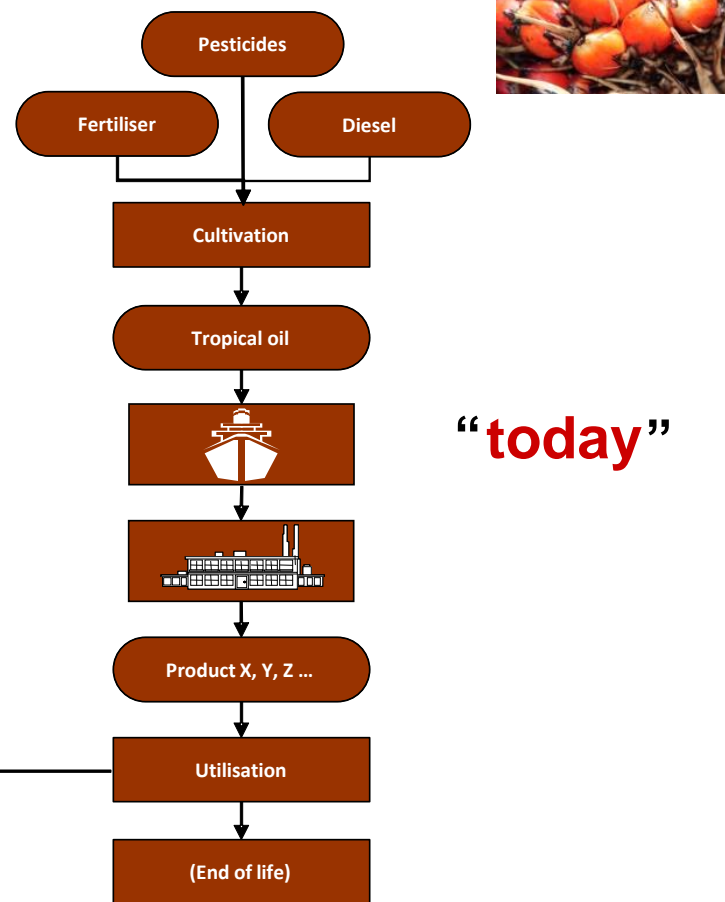 Pesticides
Fertiliser
Diesel
Cultivation
Tropical oil
“today”
Product X, Y, Z ...
Utilisation
(End of life)